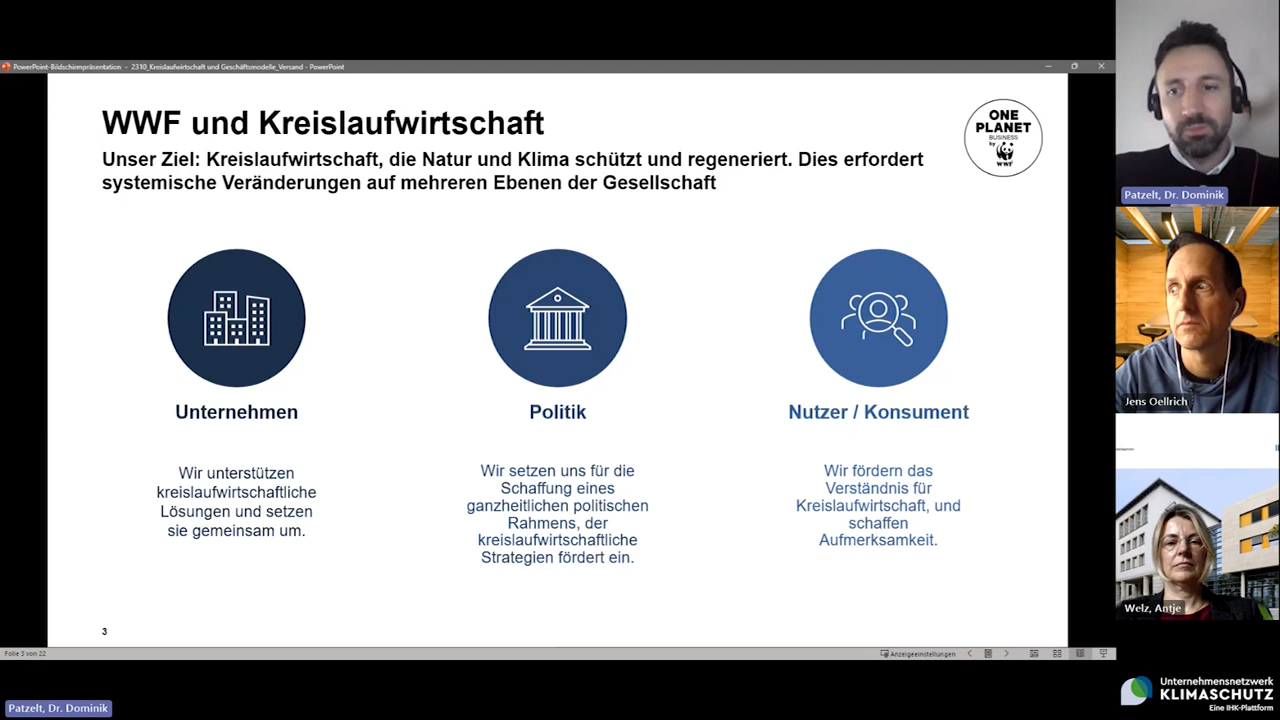 PowerPoint-Bildschirmpräsentation - 2310_Kreislaufwirtschaft und Geschäftsmodelle_Versand - PowerPoint
WWF und Kreislaufwirtschaft
Unser Ziel: Kreislaufwirtschaft, die Natur und Klima schützt und regeneriert. Dies erfordert
systemische Veränderungen auf mehreren Ebenen der Gesellschaft
ONE
PLANET
BUSINESS
by
WWF
Unternehmen
Wir unterstützen
kreislaufwirtschaftliche
Lösungen und setzen
sie gemeinsam um.
Politik
Wir setzen uns für die
Schaffung eines
ganzheitlichen politischen
Rahmens, der
kreislaufwirtschaftliche
Strategien fördert ein.
Nutzer / Konsument
Wir fördern das
Verständnis für
Kreislaufwirtschaft, und
schaffen
Aufmerksamkeit.
3
Folie 3 von 22
Anzeigeeinstellungen
Patzelt, Dr. Dominik
Jens Oellrich
Welz, Antje
Patzelt, Dr. Dominik
Unternehmensnetzwerk
KLIMASCHUTZ
Eine IHK-Plattform